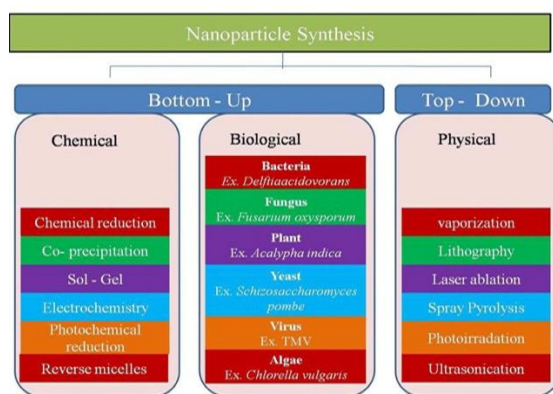 Nanoparticle Synthesis
Bottom - Up
Top - Down
Chemical
Chemical reduction
Co- precipitation
Sol - Gel
Electrochemistry
Photochemical
reduction
Reverse micelles
Biological
Bacteria
Ex. Delftiaacidovorans
Fungus
Ex. Fusarium oxysporum
Plant
Ex. Acalypha indica
Yeast
Ex. Schizosaccharomyces
pombe
Virus
Ex. TMV
Algae
Ex. Chlorella vulgaris
Physical
vaporization
Lithography
Laser ablation
Spray Pyrolysis
Photoirradation
Ultrasonication